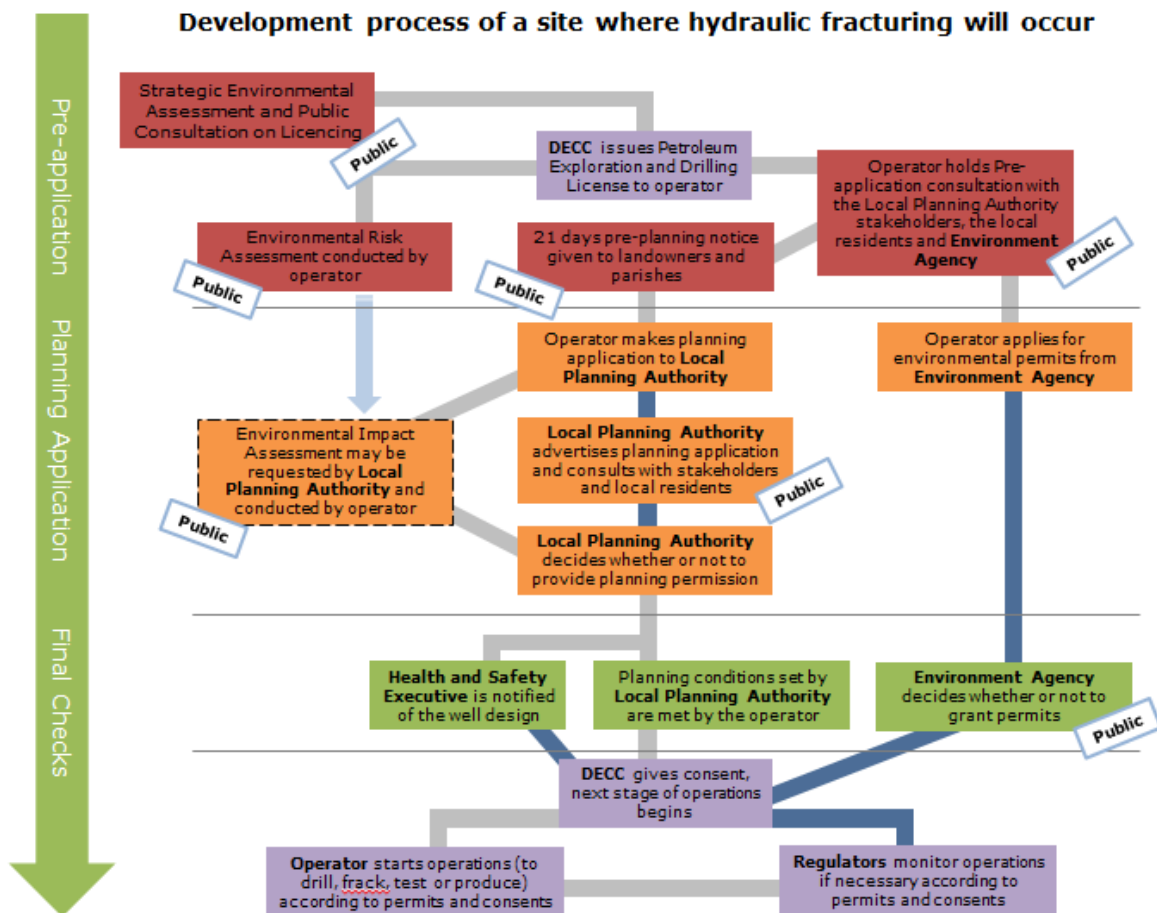 Development process of a site where hydraulic fracturing will occur
Pre-application
Strategic Environmental
Assessment and Public
Consultation on Licencing
Public
DECC issues Petroleum
Exploration and Drilling
License to operator
Operator holds Pre-
application consultation with
the Local Planning Authority
stakeholders, the local
residents and Environment
Agency
Public
Environmental Risk
Assessment conducted by
operator
Public
21 days pre-planning notice
given to landowners and
parishes
Public
Planning Application
Operator makes planning
application to Local
Planning Authority
Operator applies for
environmental permits from
Environment Agency
Environmental Impact
Assessment may be
requested by Local
Planning Authority and
conducted by operator
Public
Local Planning Authority
advertises planning application
and consults with stakeholders
and local residents
Public
Local Planning Authority
decides whether or not to
provide planning permission
Final Checks
Health and Safety
Executive is notified
of the well design
Planning conditions set by
Local Planning Authority
are met by the operator
Environment Agency
decides whether or not to
grant permits
Public
DECC gives consent,
next stage of operations
begins
Operator starts operations (to
drill, frack, test or produce)
according to permits and consents
Regulators monitor operations
if necessary according to
permits and consents